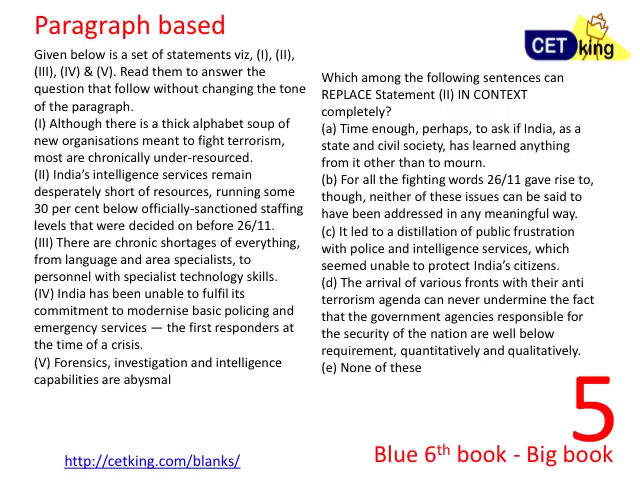 Paragraph based
CET king
Given below is a set of statements viz, (I), (II),
(III), (IV) & (V). Read them to answer the
question that follow without changing the tone
of the paragraph.
(I) Although there is a thick alphabet soup of
new organisations meant to fight terrorism,
most are chronically under-resourced.
(II) India’s intelligence services remain
desperately short of resources, running some
30 per cent below officially-sanctioned staffing
levels that were decided on before 26/11.
(III) There are chronic shortages of everything,
from language and area specialists, to
personnel with specialist technology skills.
(IV) India has been unable to fulfil its
commitment to modernise basic policing and
emergency services — the first responders at
the time of a crisis.
(V) Forensics, investigation and intelligence
capabilities are abysmal
Which among the following sentences can
REPLACE Statement (II) IN CONTEXT
completely?
(a) Time enough, perhaps, to ask if India, as a
state and civil society, has learned anything
from it other than to mourn.
(b) For all the fighting words 26/11 gave rise to,
though, neither of these issues can be said to
have been addressed in any meaningful way.
(c) It led to a distillation of public frustration
with police and intelligence services, which
seemed unable to protect India’s citizens.
(d) The arrival of various fronts with their anti
terrorism agenda can never undermine the fact
that the government agencies responsible for
the security of the nation are well below
requirement, quantitatively and qualitatively.
(e) None of these
5
http://cetking.com/blanks/
Blue 6th book - Big book